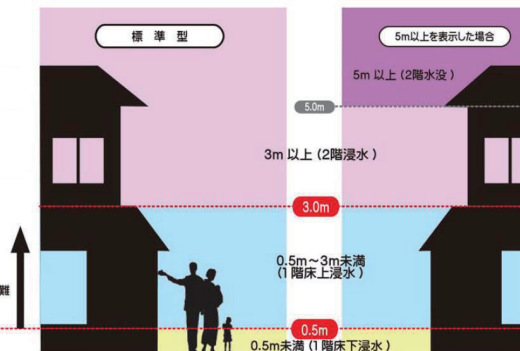 標準型
5m以上を表示した場合
5m 以上 (2階水没 )
5.0m
3m 以上 (2階浸水 )
3.0m
0.5m～3m未満
(1階床上浸水 )
難
0.5m
0.5m未満 (1階床下浸水 )